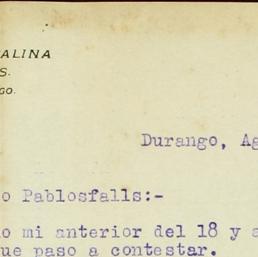 ALINA
S.
GO.
Durango, Ag
o Pablosfalls:-
o mi anterior del 18 y a
ue paso a contestar.